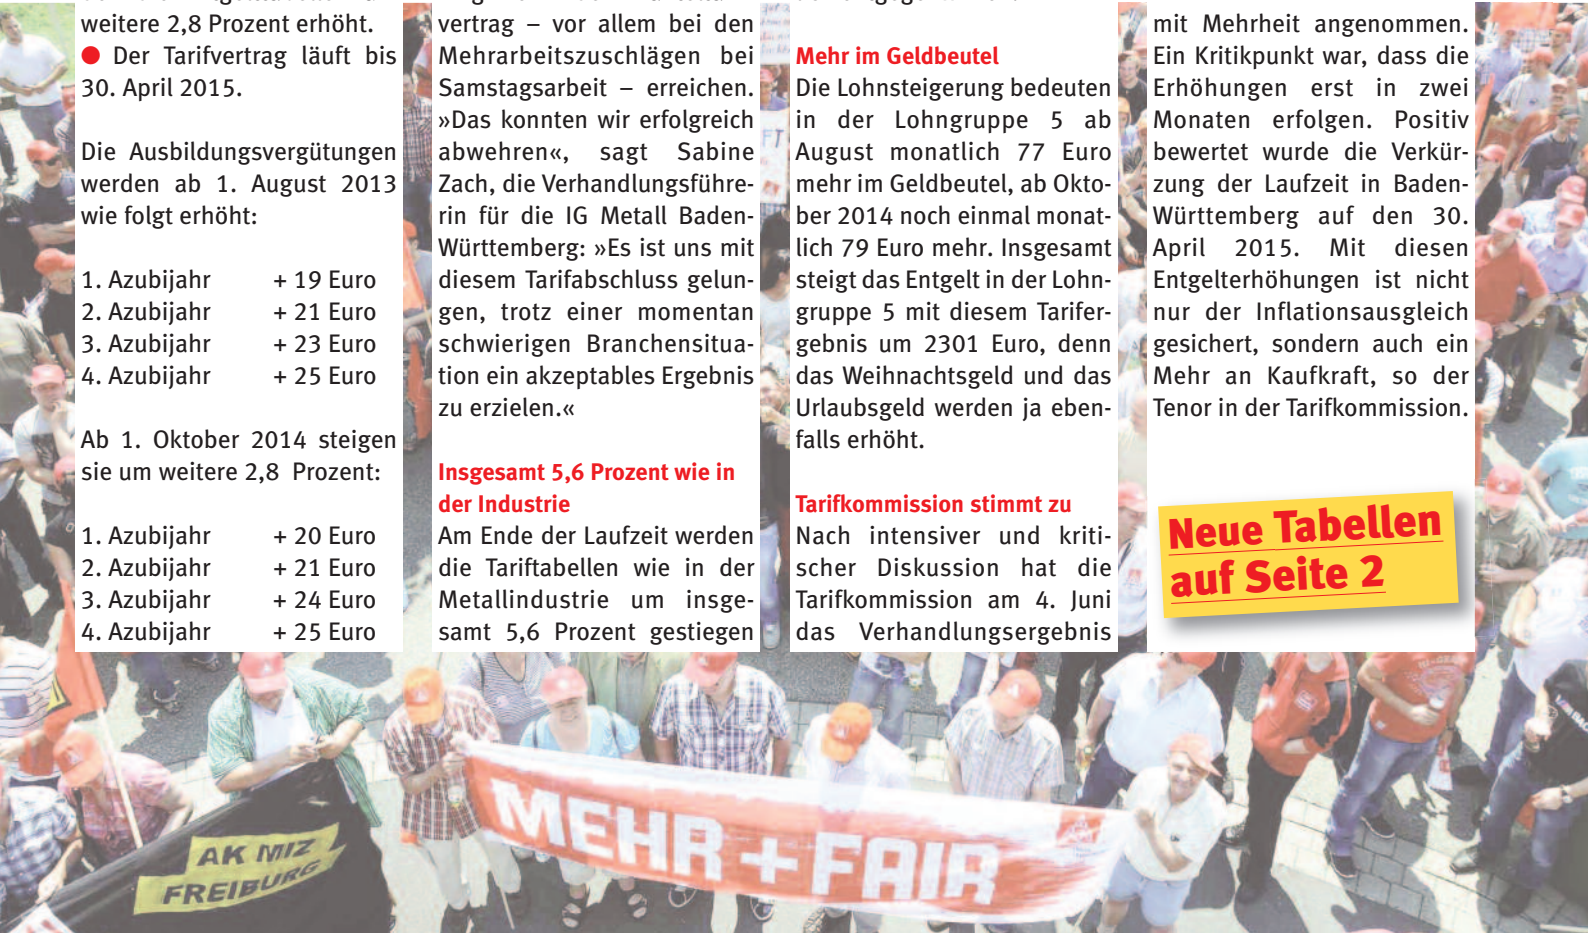 weitere 2,8 Prozent erhöht.
● Der Tarifvertrag läuft bis
30. April 2015.
Die Ausbildungsvergütungen
werden ab 1. August 2013
wie folgt erhöht:
1. Azubijahr + 19 Euro
2. Azubijahr + 21 Euro
3. Azubijahr + 23 Euro
4. Azubijahr + 25 Euro
Ab 1. Oktober 2014 steigen
sie um weitere 2,8 Prozent:
1. Azubijahr + 20 Euro
2. Azubijahr + 21 Euro
3. Azubijahr + 24 Euro
4. Azubijahr + 25 Euro
vertrag – vor allem bei den
Mehrarbeitszuschlägen bei
Samstagsarbeit – erreichen.
»Das konnten wir erfolgreich
abwehren«, sagt Sabine
Zach, die Verhandlungsführe-
rin für die IG Metall Baden-
Württemberg: »Es ist uns mit
diesem Tarifabschluss gelun-
gen, trotz einer momentan
schwierigen Branchensitua-
tion ein akzeptables Ergebnis
zu erzielen.«
Insgesamt 5,6 Prozent wie in
der Industrie
Am Ende der Laufzeit werden
die Tariftabellen wie in der
Metallindustrie um insge-
samt 5,6 Prozent gestiegen
Mehr im Geldbeutel
Die Lohnsteigerung bedeuten
in der Lohngruppe 5 ab
August monatlich 77 Euro
mehr im Geldbeutel, ab Okto-
ber 2014 noch einmal monat-
lich 79 Euro mehr. Insgesamt
steigt das Entgelt in der Lohn-
gruppe 5 mit diesem Tarifer-
gebnis um 2301 Euro, denn
das Weihnachtsgeld und das
Urlaubsgeld werden ja eben-
falls erhöht.
Tarifkommission stimmt zu
Nach intensiver und kriti-
scher Diskussion hat die
Tarifkommission am 4. Juni
das Verhandlungsergebnis
mit Mehrheit angenommen.
Ein Kritikpunkt war, dass die
Erhöhungen erst in zwei
Monaten erfolgen. Positiv
bewertet wurde die Verkür-
zung der Laufzeit in Baden-
Württemberg auf den 30.
April 2015. Mit diesen
Entgelterhöhungen ist nicht
nur der Inflationsausgleich
gesichert, sondern auch ein
Mehr an Kaufkraft, so der
Tenor in der Tarifkommission.
Neue Tabellen
auf Seite 2
AK MIZ
FREIBURG
MEHR + FAIR